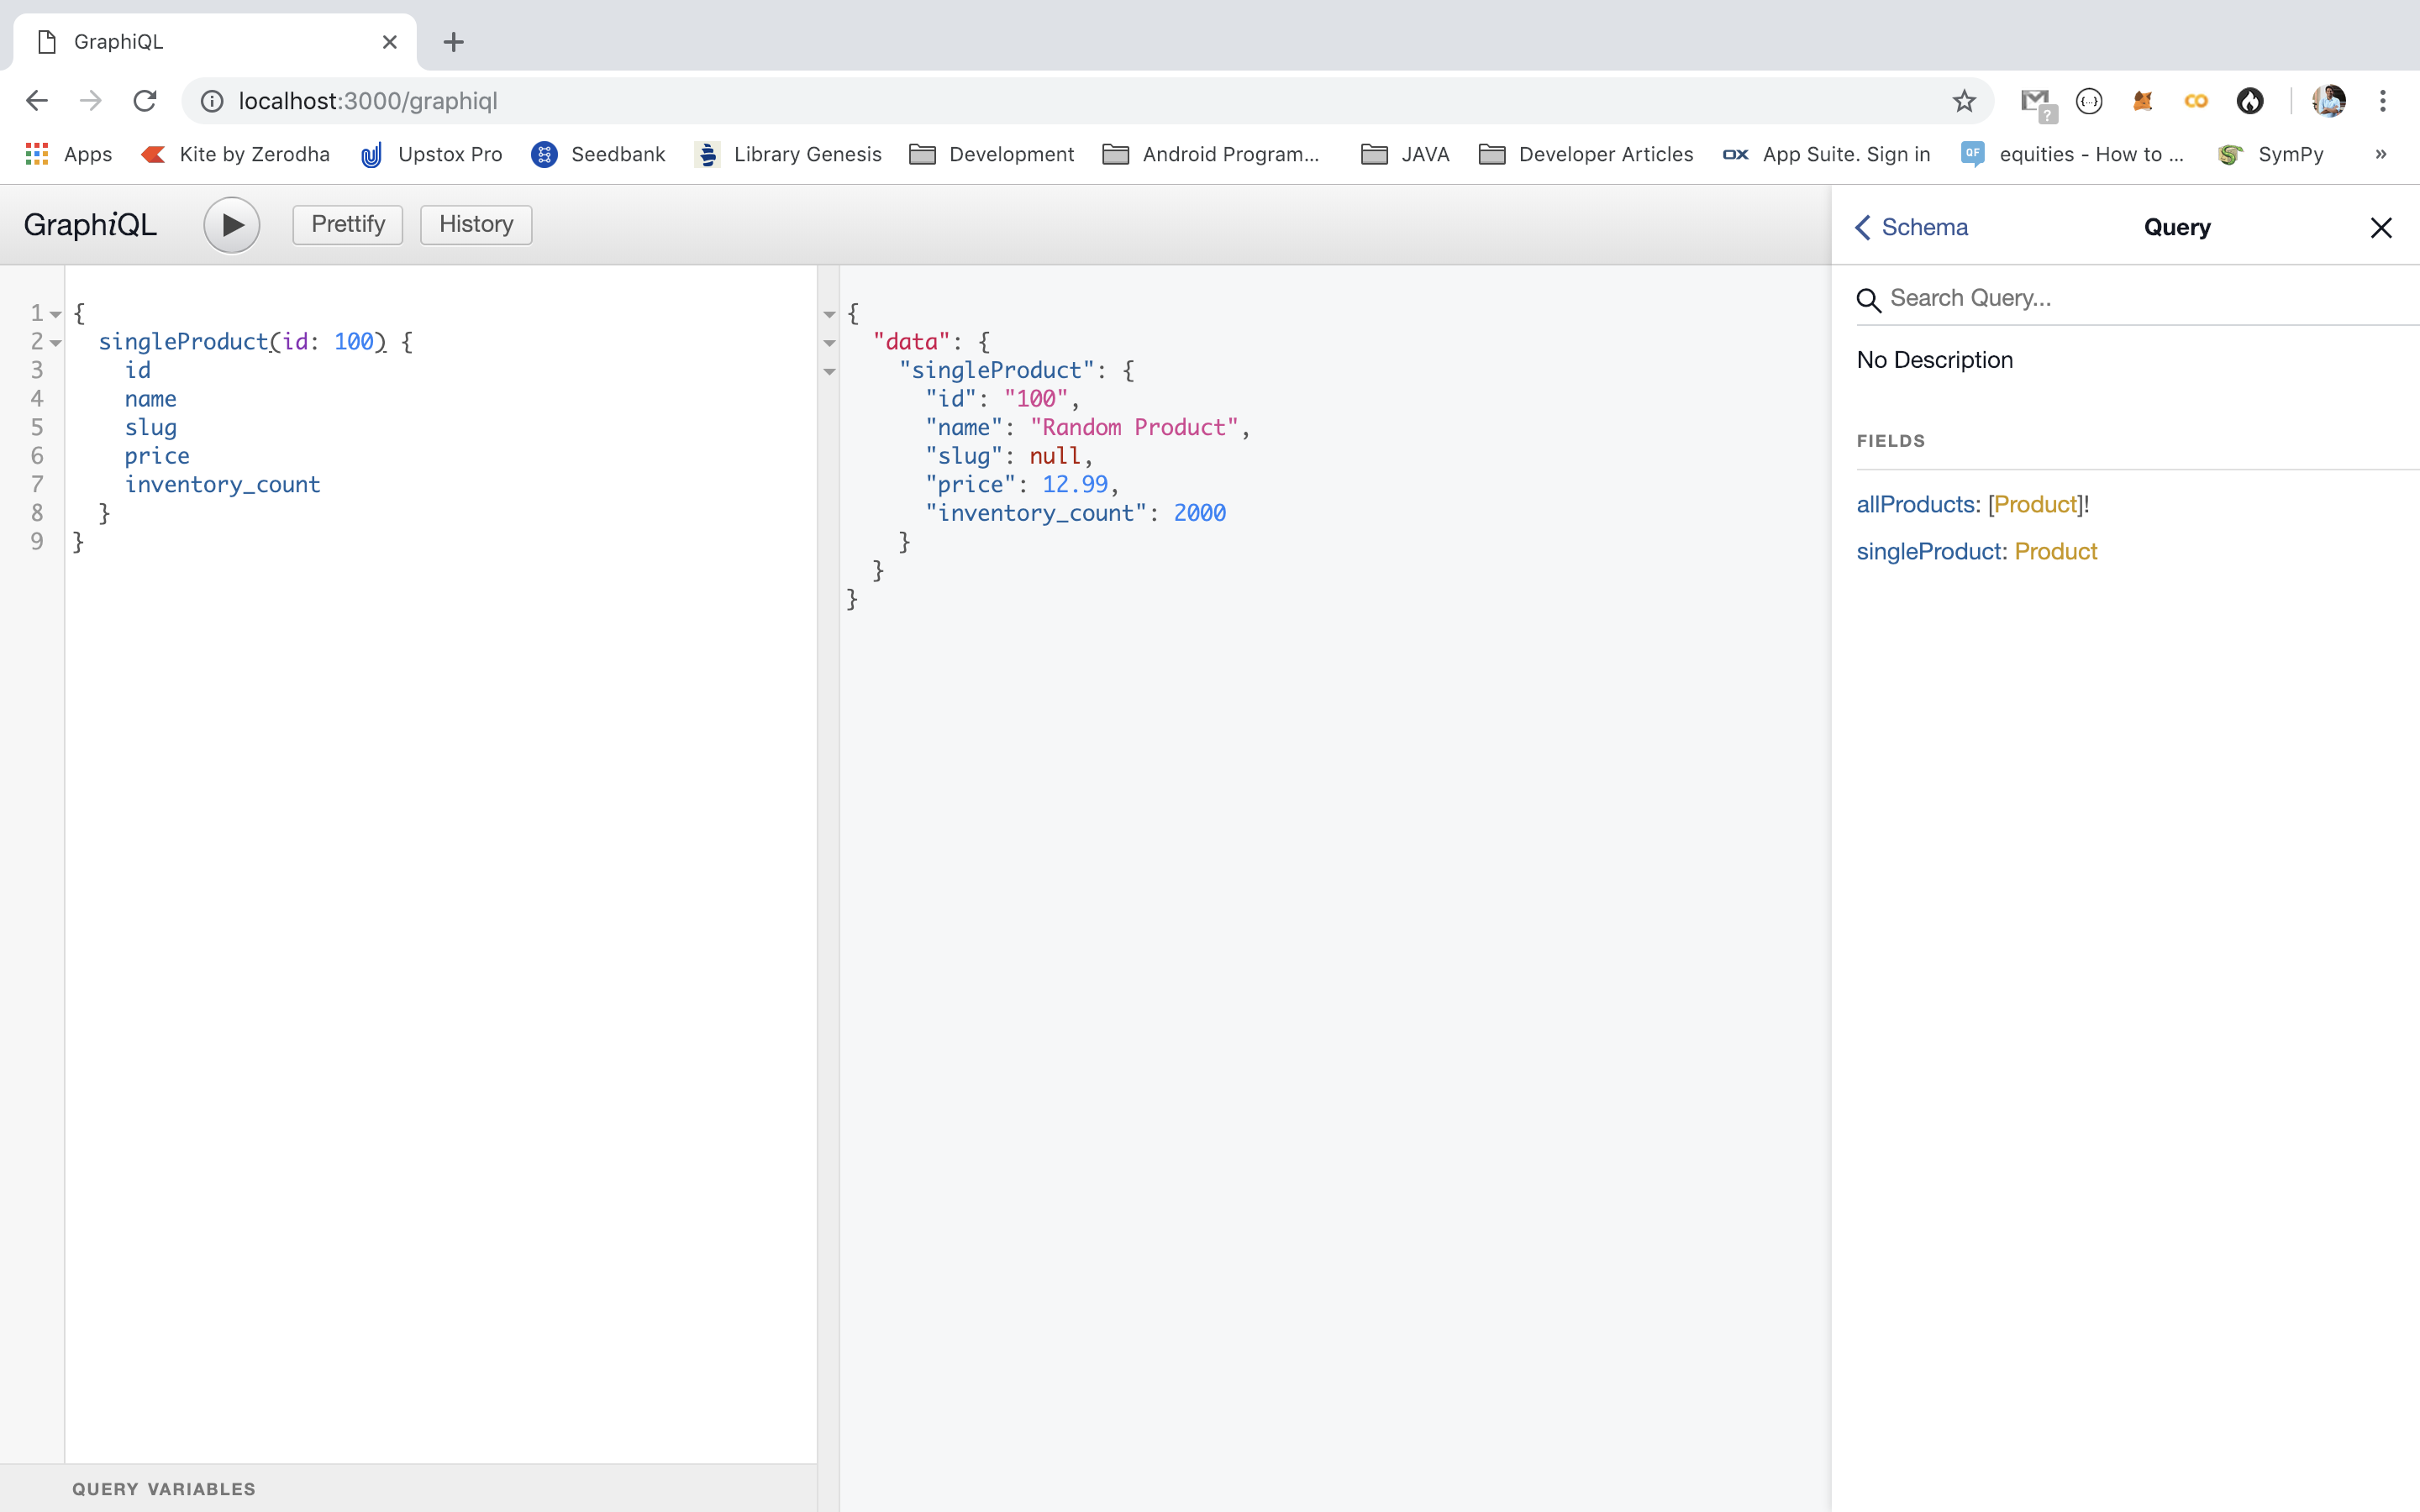 GraphiQL
localhost:3000/graphiql
?
{...}
Apps Kite by Zerodha Upstox Pro Seedbank Library Genesis Development Android Program... JAVA Developer Articles OX App Suite. Sign in QF equities - How to ... SymPy »
GraphiQL Prettify History
1 {
2 singleProduct(id: 100) {
3 id
4 name
5 slug
6 price
7 inventory_count
8 }
9 }
QUERY VARIABLES
{
"data": {
"singleProduct": {
"id": "100",
"name": "Random Product",
"slug": null,
"price": 12.99,
"inventory_count": 2000
}
}
}
Schema Query
Search Query...
No Description
FIELDS
allProducts: [Product]!
singleProduct: Product